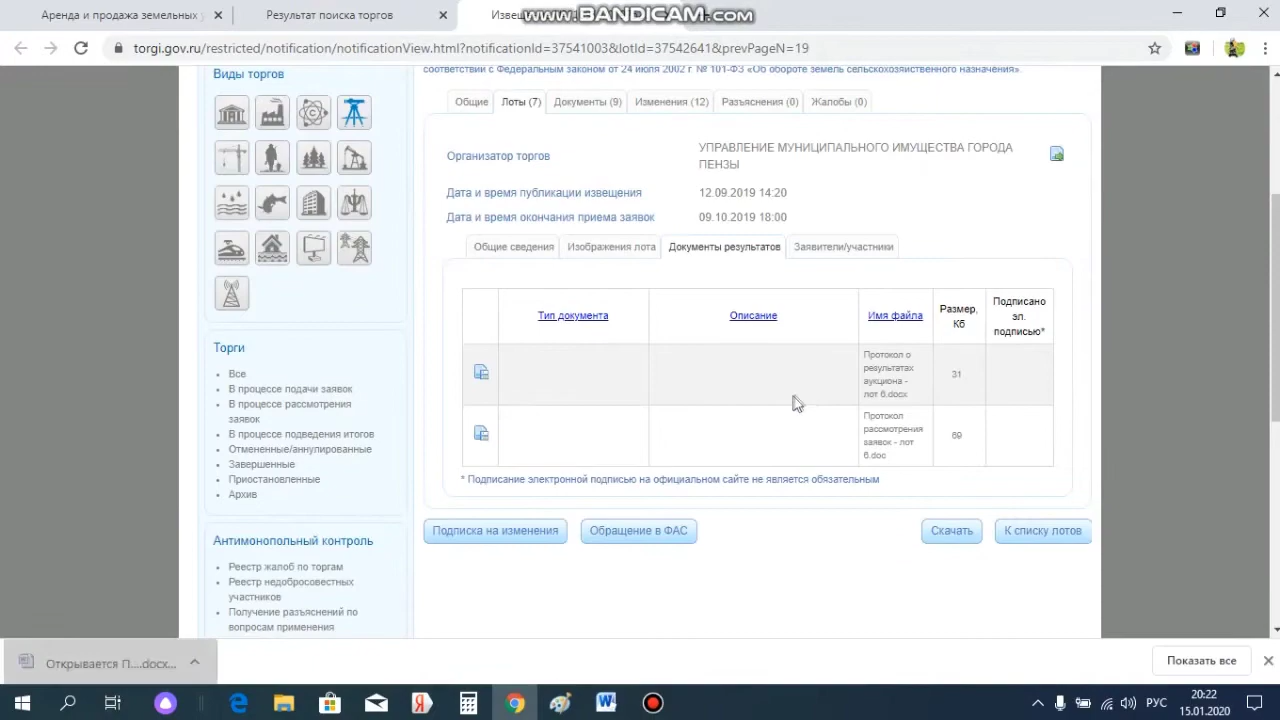 Аренда и продажа земельных у
Результат поиска торгов
Извещ
www.BANDICAM.com
torgi.gov.ru/restricted/notification/notificationView.html?notificationId=37541003&lotId=37542641&prevPageN=19
Виды торгов
соответствии с Федеральным законом от 24 июля 2002 г. № 101-ФЗ «Об обороте земель сельскохозяйственного назначения».
Общие
Лоты (7)
Документы (9)
Изменения (12)
Разъяснения (0)
Жалобы (0)
Организатор торгов
УПРАВЛЕНИЕ МУНИЦИПАЛЬНОГО ИМУЩЕСТВА ГОРОДА
ПЕНЗЫ
Дата и время публикации извещения
12.09.2019 14:20
Дата и время окончания приема заявок
09.10.2019 18:00
Общие сведения
Изображения лота
Документы результатов
Заявители/участники
Тип документа
Описание
Имя файла
Размер,
Кб
Подписано
эл.
подписью*
Протокол о
результатах
аукциона -
лот 6.docx
31
Протокол
рассмотрения
заявок - лот
6.doc
69
* Подписание электронной подписью на официальном сайте не является обязательным
Подписка на изменения
Обращение в ФАС
Скачать
К списку лотов
Торги
Все
В процессе подачи заявок
В процессе рассмотрения
заявок
В процессе подведения итогов
Отмененные/аннулированные
Завершенные
Приостановленные
Архив
Антимонопольный контроль
Реестр жалоб по торгам
Реестр недобросовестных
участников
Получение разъяснений по
вопросам применения
Открывается П....docx...
Показать все
РУС
20:22
15.01.2020